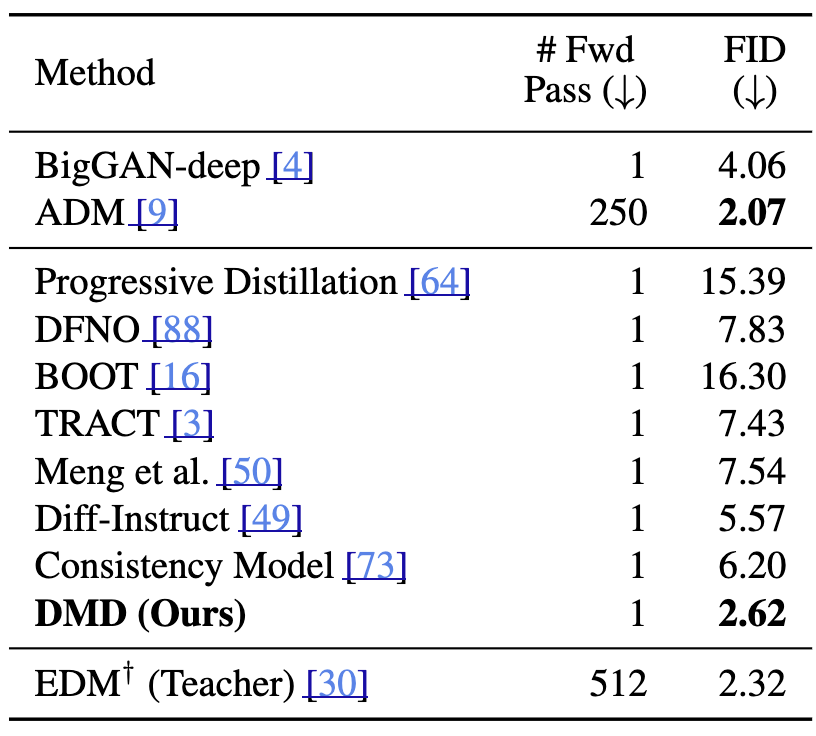 Method # Fwd Pass (↓) FID (↓)
BigGAN-deep [4] 1 4.06
ADM [9] 250 2.07
Progressive Distillation [64] 1 15.39
DFNO [88] 1 7.83
BOOT [16] 1 16.30
TRACT [3] 1 7.43
Meng et al. [50] 1 7.54
Diff-Instruct [49] 1 5.57
Consistency Model [73] 1 6.20
DMD (Ours) 1 2.62
EDM† (Teacher) [30] 512 2.32